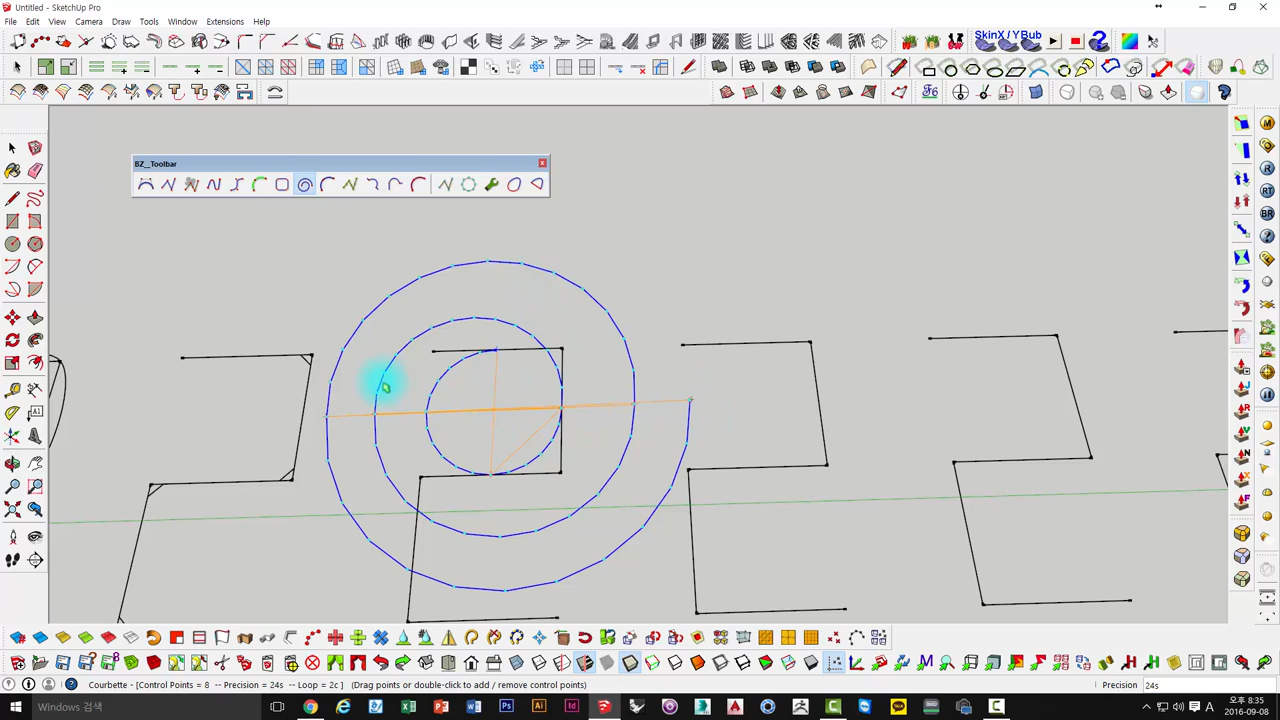 Untitled - SketchUp Pro
File Edit View Camera Draw Tools Window Extensions Help
SkinX / YBub
F6
BZ__Toolbar
Courbette - [Control Points = 8 -- Precision = 24s -- Loop = 2c ] (Drag points or double-click to add / remove control points)
Precision 24s
Windows 검색
A
오후 8:35
2016-09-08